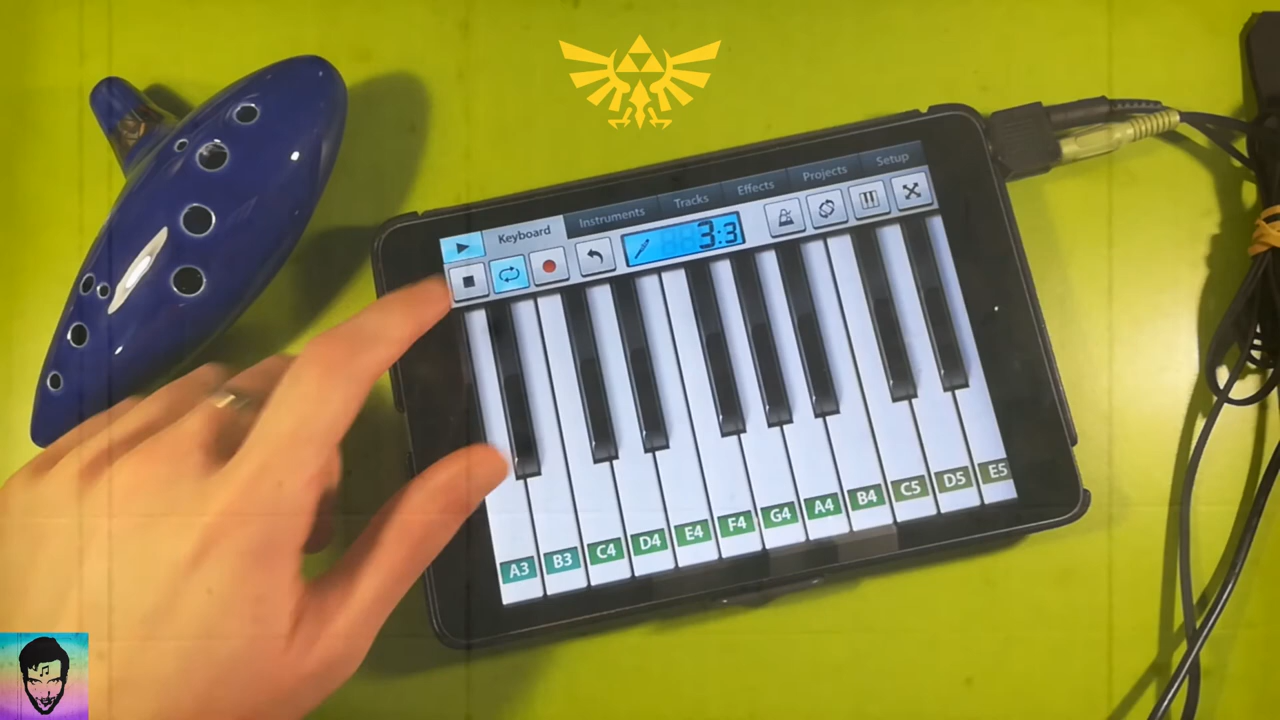 Keyboard Instruments Tracks Effects Projects Setup
3:3
A3 B3 C4 D4 E4 F4 G4 A4 B4 C5 D5 E5